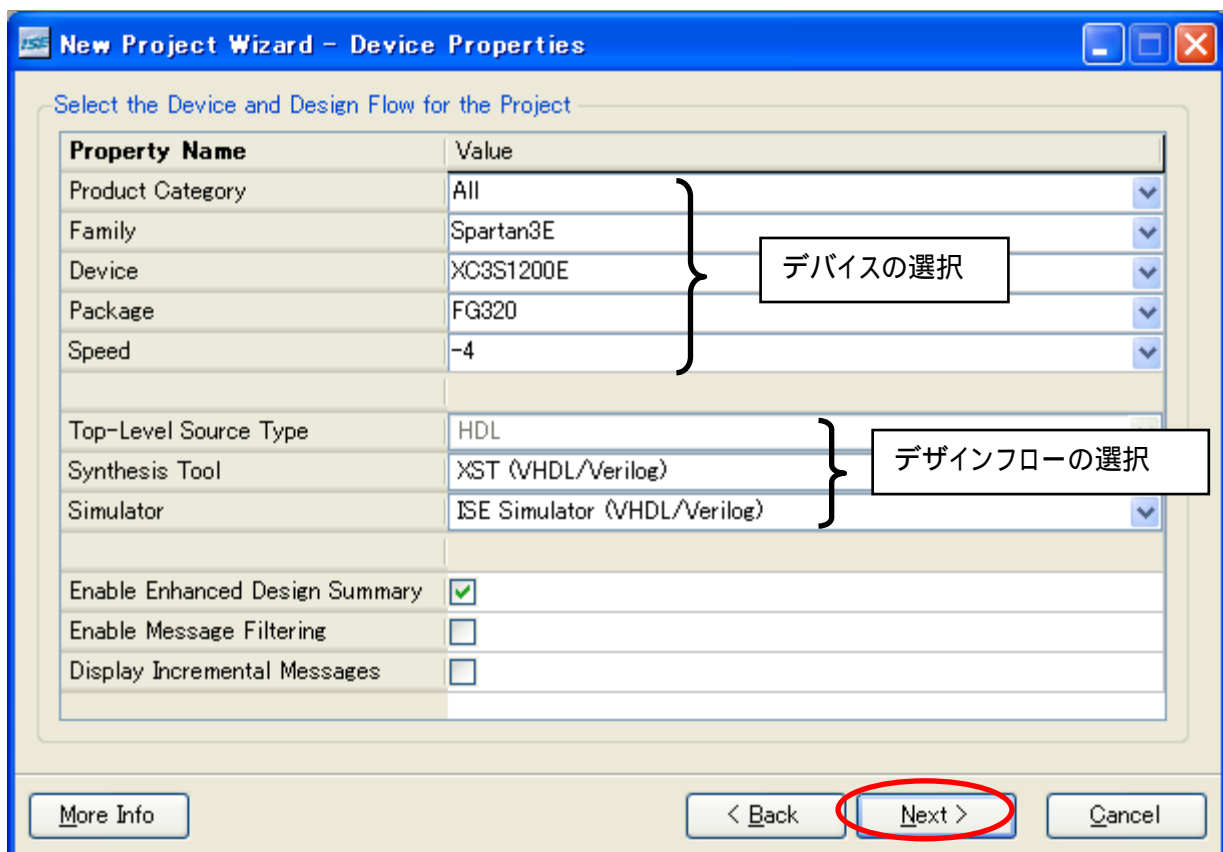 ISE New Project Wizard - Device Properties
Select the Device and Design Flow for the Project
Property Name Value
Product Category All
Family Spartan3E
デバイスの選択
Device XC3S1200E
Package FG320
Speed -4
Top-Level Source Type HDL
デザインフローの選択
Synthesis Tool XST (VHDL/Verilog)
Simulator ISE Simulator (VHDL/Verilog)
Enable Enhanced Design Summary
Enable Message Filtering
Display Incremental Messages
More Info < Back Next > Cancel